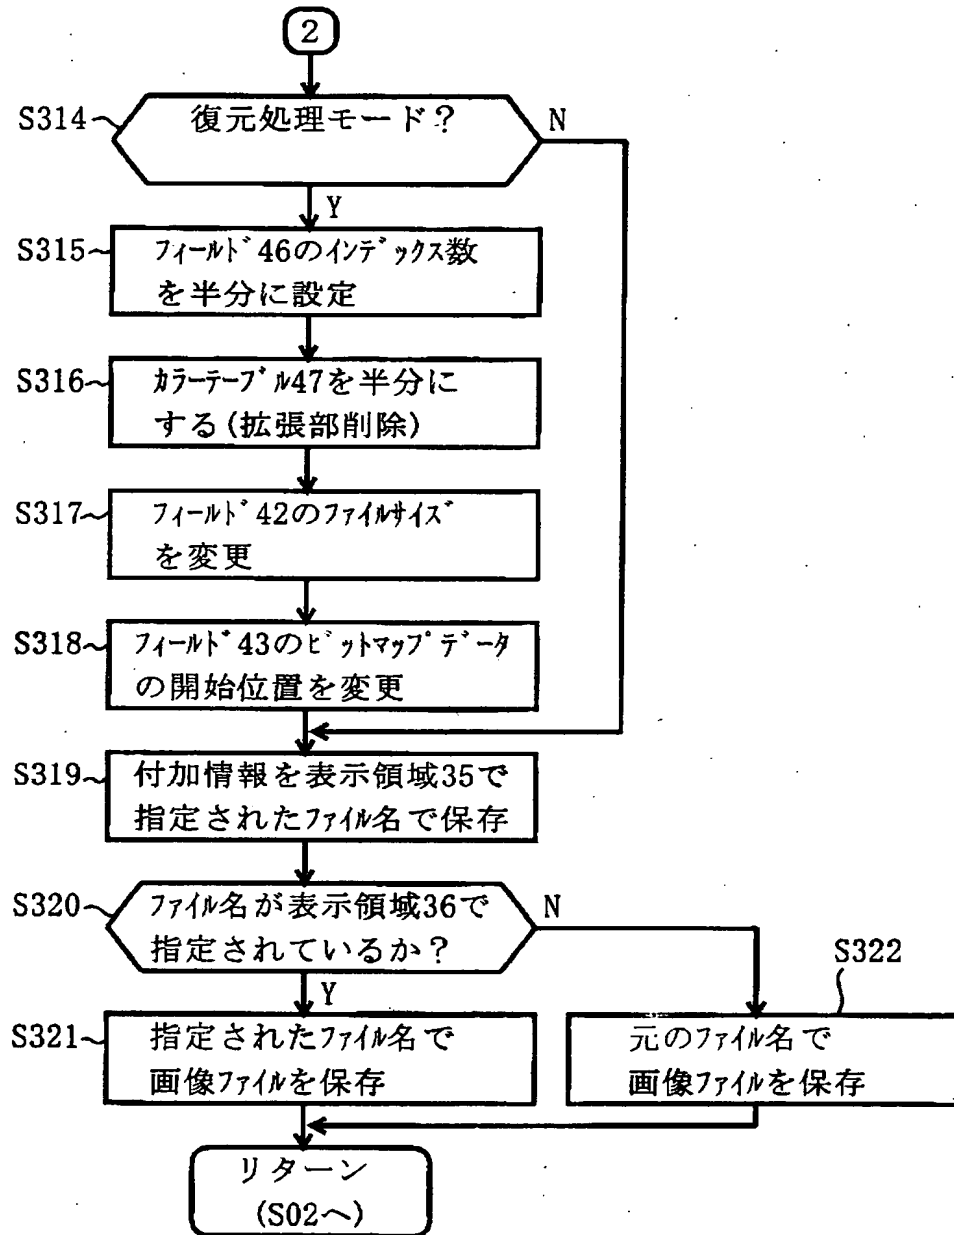 2
S314
復元処理モード?
N
Y
S315
フィールド46のインデックス数
を半分に設定
S316
カラーテーブル47を半分に
する(拡張部削除)
S317
フィールド42のファイルサイズ
を変更
S318
フィールド43のビットマップデータ
の開始位置を変更
S319
付加情報を表示領域35で
指定されたファイル名で保存
S320
ファイル名が表示領域36で
指定されているか?
N
Y
S322
S321
指定されたファイル名で
画像ファイルを保存
元のファイル名で
画像ファイルを保存
リターン
(S02へ)